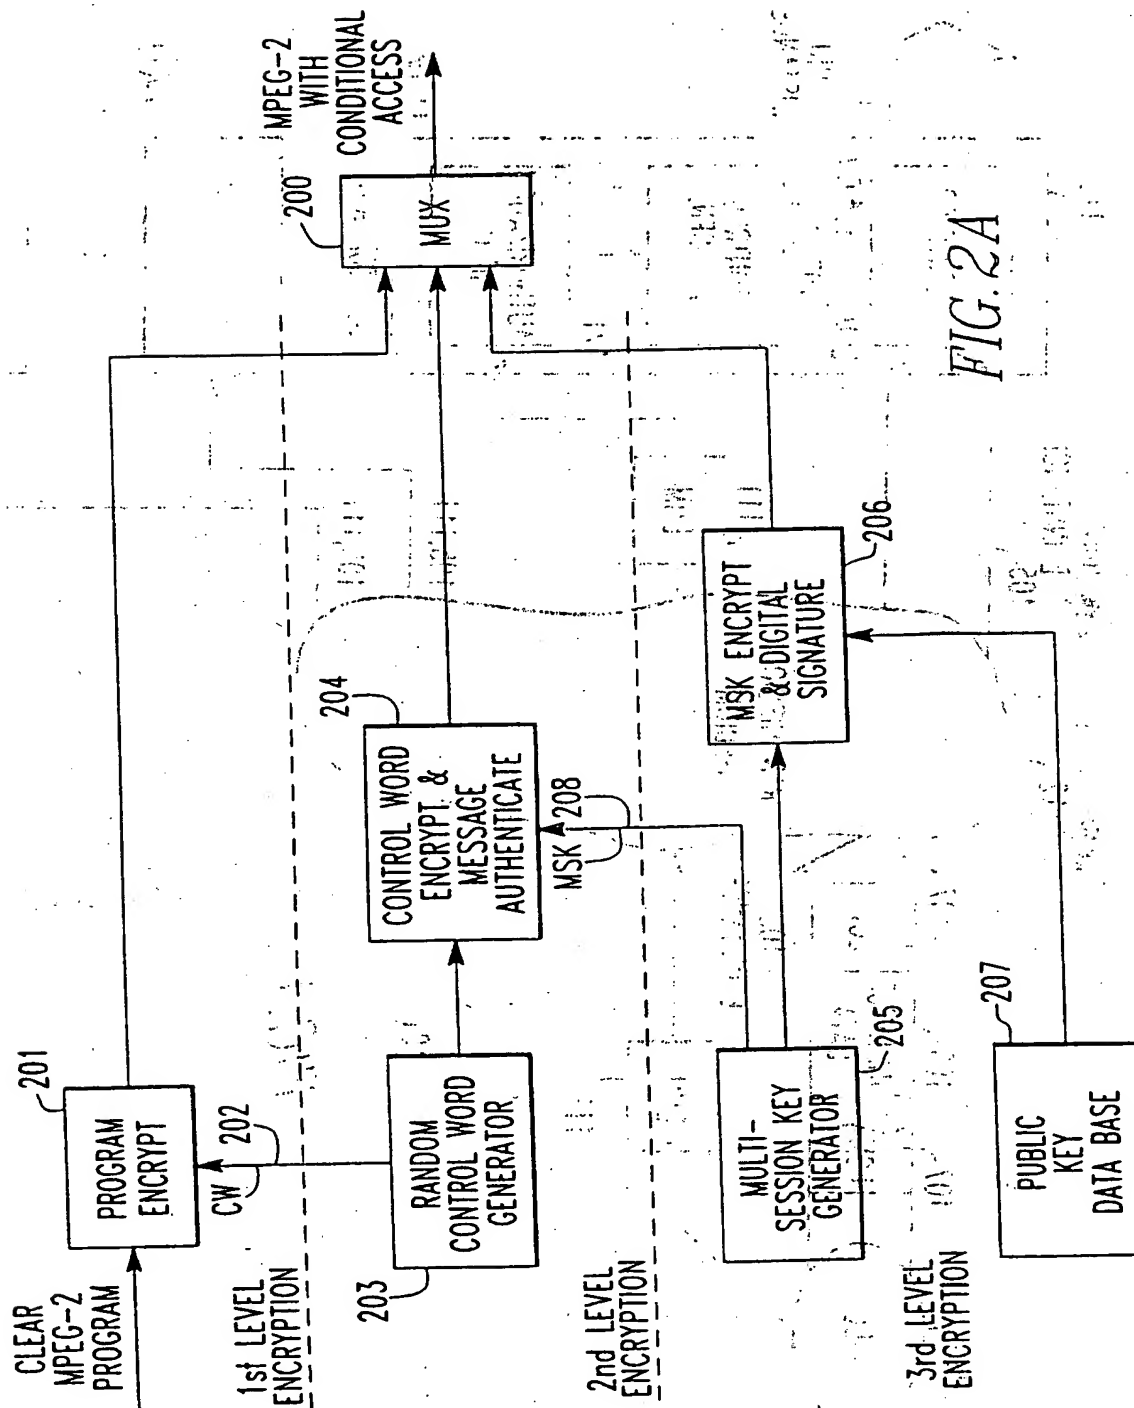 CLEAR
MPEG-2
PROGRAM
PROGRAM
ENCRYPT
201
CW
202
1st LEVEL
ENCRYPTION
203
RANDOM
CONTROL WORD
GENERATOR
CONTROL WORD
ENCRYPT &
MESSAGE
AUTHENTICATE
204
MSK
208
MUX
200
MPEG-2
WITH
CONDITIONAL
ACCESS
2nd LEVEL
ENCRYPTION
MULTI-
SESSION KEY
GENERATOR
205
MSK ENCRYPT
& DIGITAL
SIGNATURE
206
3rd LEVEL
ENCRYPTION
PUBLIC
KEY
DATA BASE
207
FIG. 2A